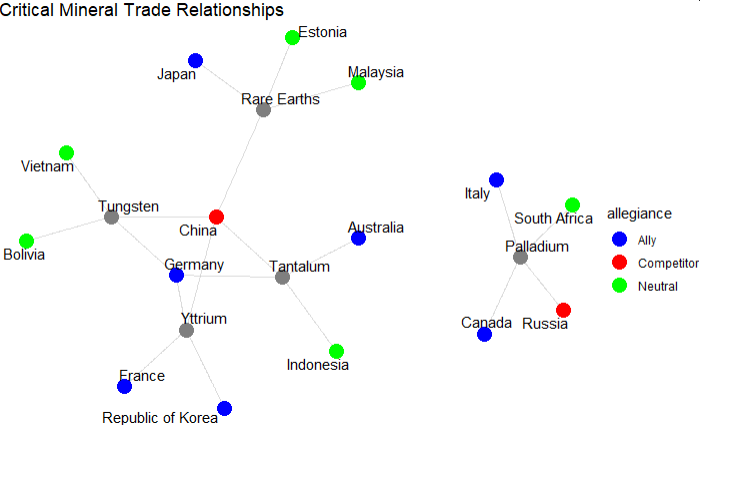 Critical Mineral Trade Relationships
Estonia
Japan
Malaysia
Rare Earths
Vietnam
Tungsten
China
Bolivia
Germany
Australia
Tantalum
Yttrium
Indonesia
France
Republic of Korea
Italy
South Africa
Palladium
Canada
Russia
allegiance
Ally
Competitor
Neutral